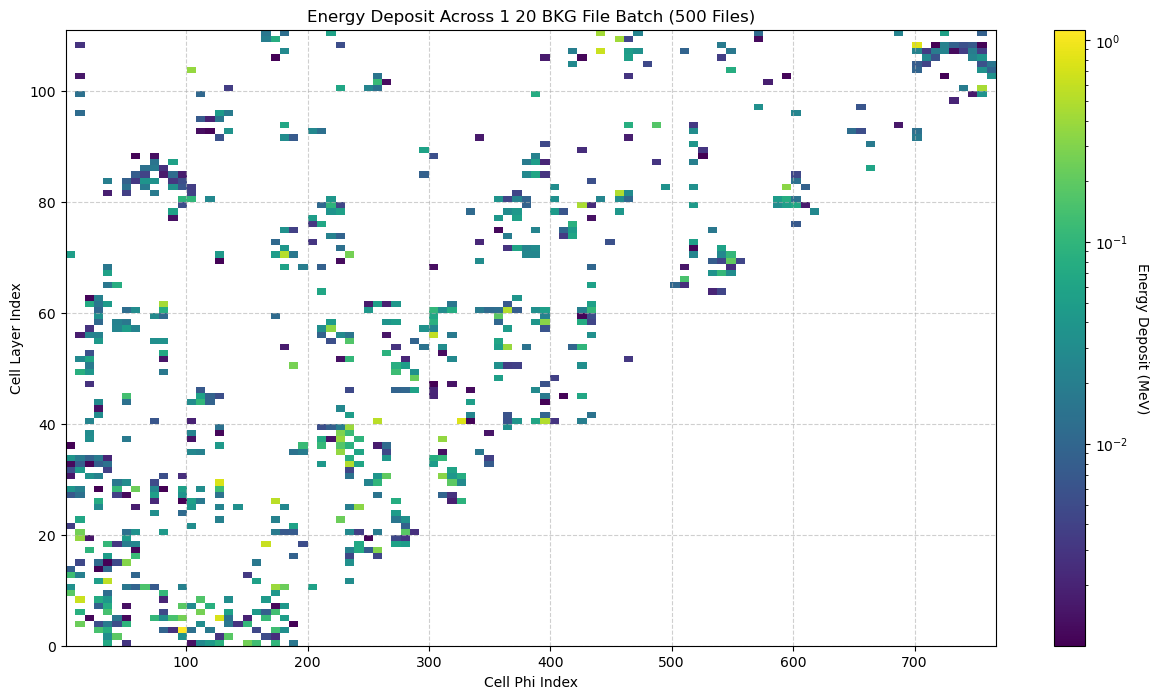 Energy Deposit Across 1 20 BKG File Batch (500 Files)
Cell Layer Index
100
80
60
40
20
0
100 200 300 400 500 600 700
Cell Phi Index
10^0
10^-1
10^-2
Energy Deposit (MeV)